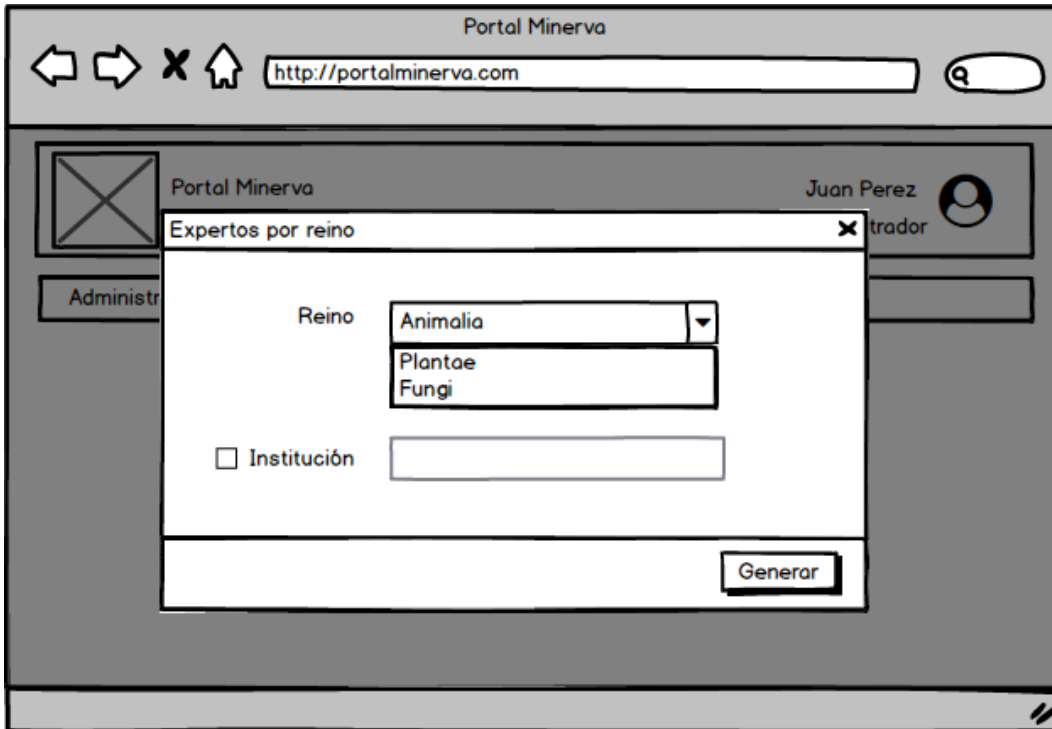 Portal Minerva
http://portalminerva.com
Portal Minerva
Juan Perez
trador
Expertos por reino
Administr
Reino
Animalia
Plantae
Fungi
Institución
Generar